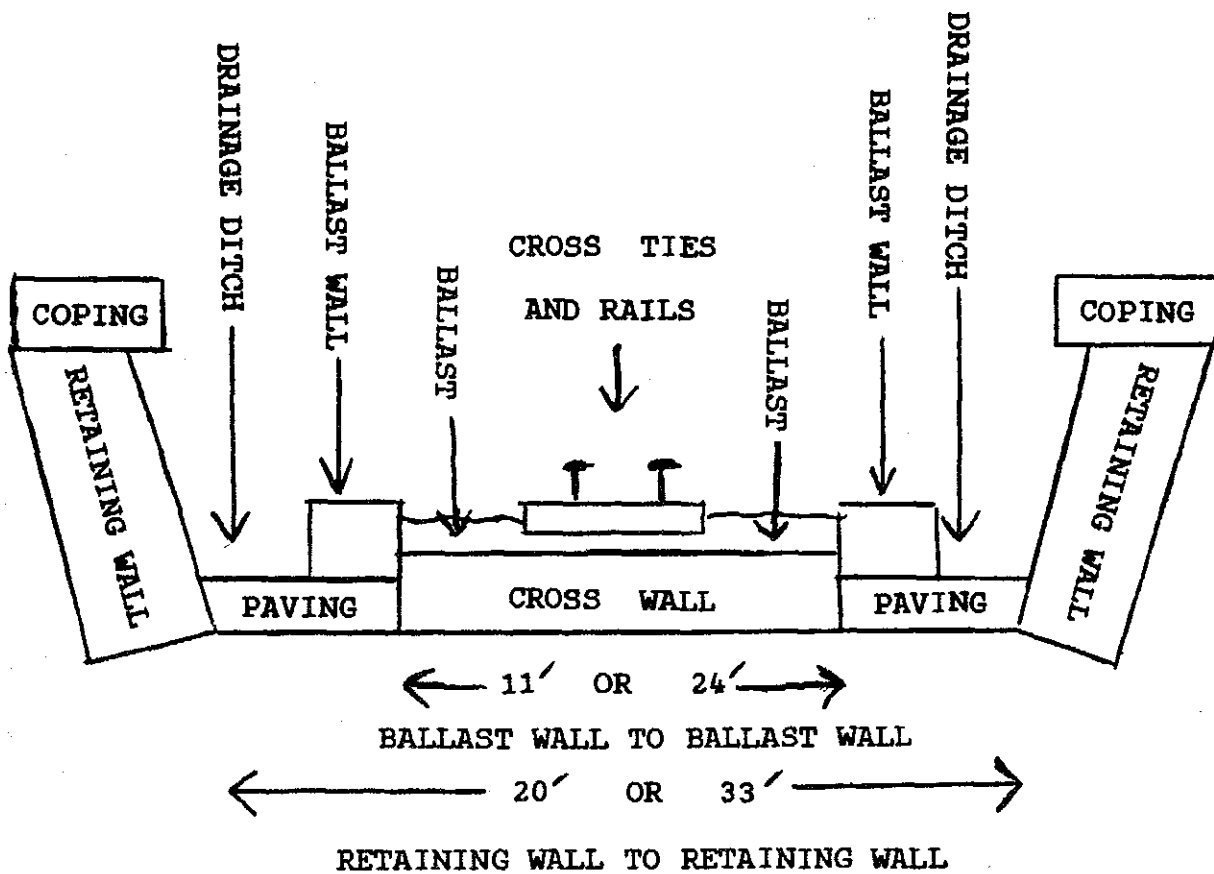 DRAINAGE DITCH
BALLAST WALL
BALLAST
CROSS TIES
AND RAILS
BALLAST
BALLAST WALL
DRAINAGE DITCH
COPING
COPING
RETAINING WALL
RETAINING WALL
PAVING
CROSS WALL
PAVING
11′ OR 24′
BALLAST WALL TO BALLAST WALL
20′ OR 33′
RETAINING WALL TO RETAINING WALL